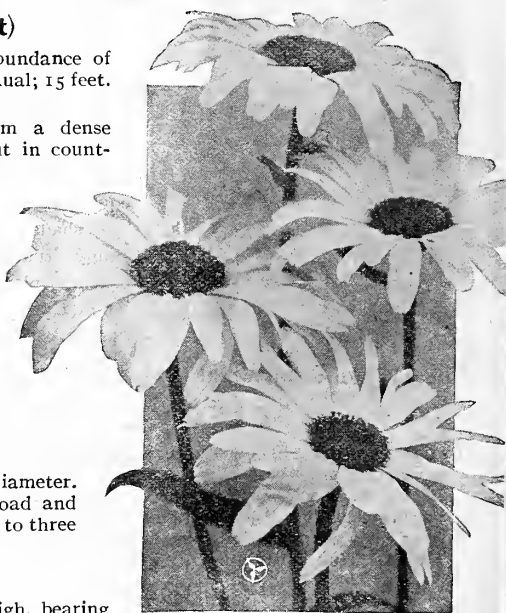 t)
oundance of
ual; 15 feet.
m a dense
t in count-
iameter.
oad and
to three
igh, bearing